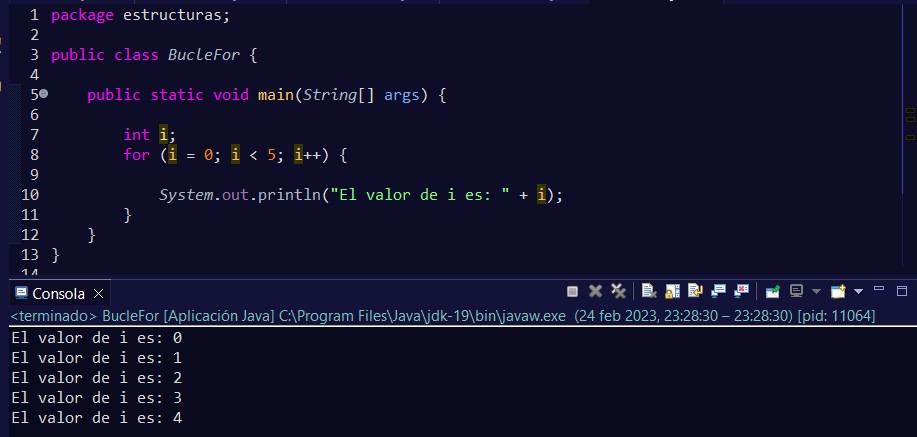 1 package estructuras;
2
3 public class BucleFor {
4
5 public static void main(String[] args) {
6
7 int i;
8 for (i = 0; i < 5; i++) {
9
10 System.out.println("El valor de i es: " + i);
11 }
12 }
13 }
14
Consola
<terminado> BucleFor [Aplicación Java] C:\Program Files\Java\jdk-19\bin\javaw.exe (24 feb 2023, 23:28:30 – 23:28:30) [pid: 11064]
El valor de i es: 0
El valor de i es: 1
El valor de i es: 2
El valor de i es: 3
El valor de i es: 4